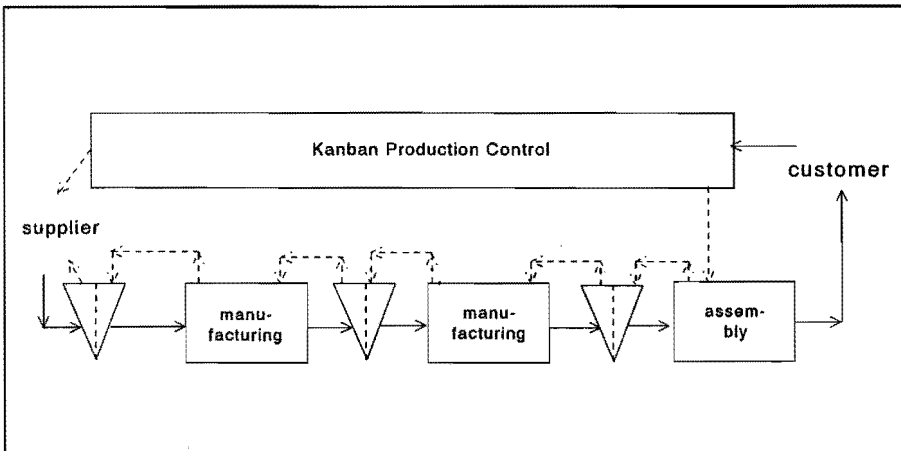 Kanban Production Control
customer
supplier
manu-
facturing
manu-
facturing
assem-
bly